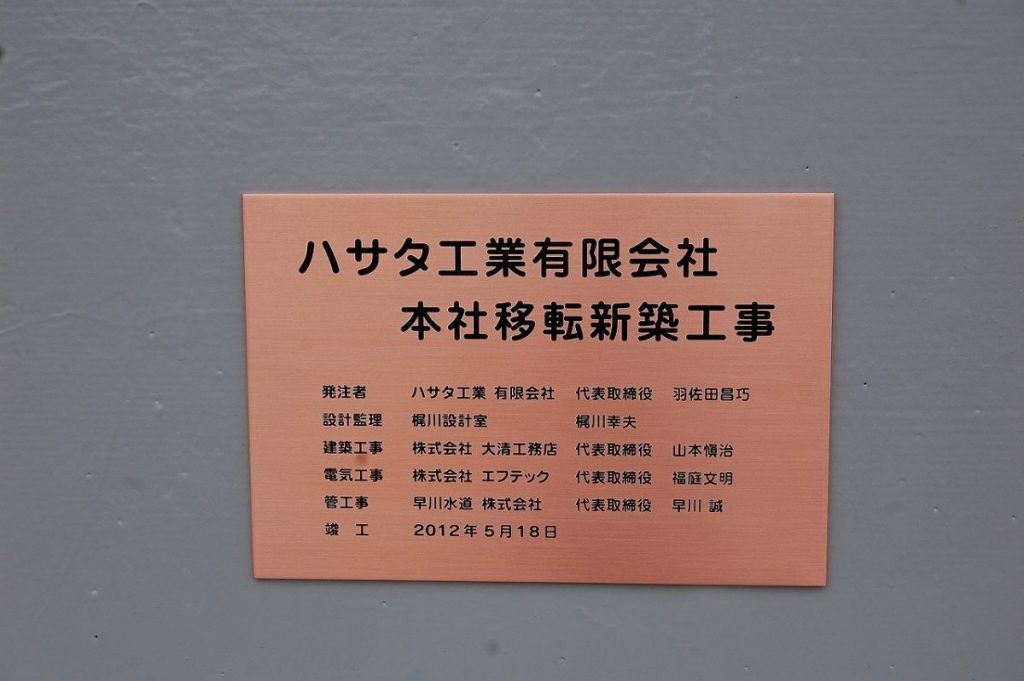 ハサタ工業有限会社
本社移転新築工事
発注者 ハサタ工業 有限会社 代表取締役 羽佐田昌巧
設計監理 梶川設計室 梶川幸夫
建築工事 株式会社 大清工務店 代表取締役 山本愼治
電気工事 株式会社 エフテック 代表取締役 福庭文明
管工事 早川水道 株式会社 代表取締役 早川 誠
竣 工 2012年5月18日